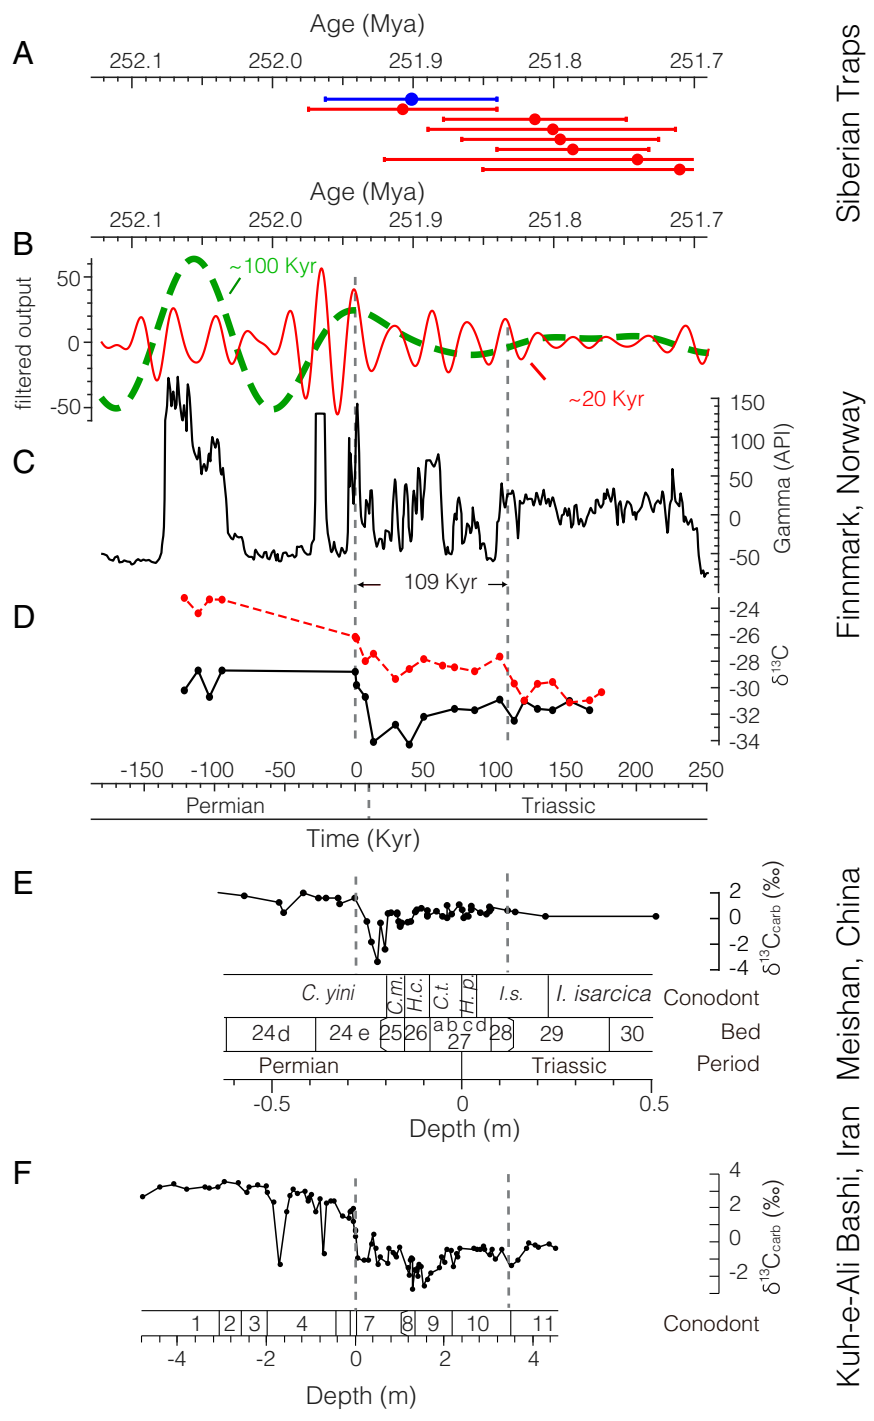 A
Age (Mya)
252.1 252.0 251.9 251.8 251.7
Siberian Traps
Age (Mya)
252.1 252.0 251.9 251.8 251.7
B
filtered output
50
0
-50
~100 Kyr
~20 Kyr
C
150
100
50
0
-50
Gamma (API)
Finnmark, Norway
109 Kyr
D
-24
-26
-28
-30
-32
-34
δ13C
-150 -100 -50 0 50 100 150 200 250
Permian Triassic
Time (Kyr)
E
2
0
-2
-4
δ13Ccarb (‰)
Meishan, China
C. yini C.m. H.c. C.t. H. p. I.s. I. isarcica Conodont
24d 24 e 25 26 a b c d 27 28 29 30 Bed
Permian Triassic Period
-0.5 0 0.5
Depth (m)
F
4
2
0
-2
δ13Ccarb (‰)
Kuh-e-Ali Bashi, Iran
1 2 3 4 7 8 9 10 11 Conodont
-4 -2 0 2 4
Depth (m)